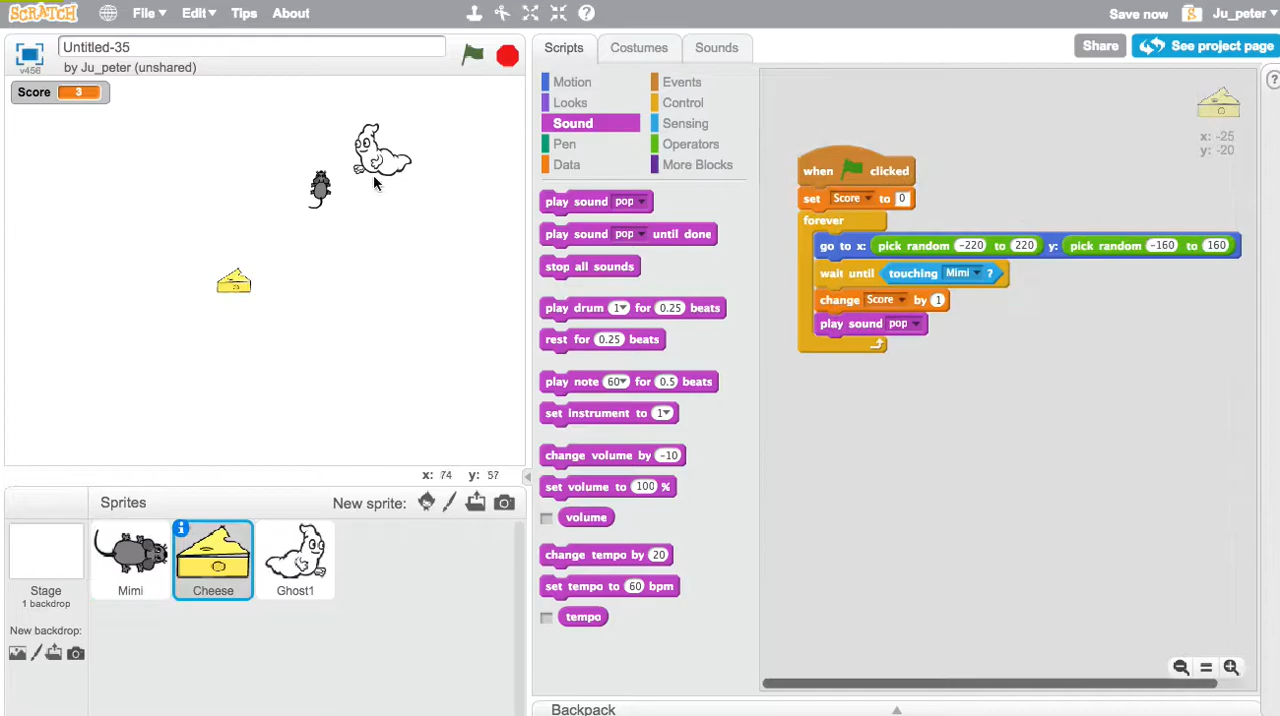 SCRATCH File Edit Tips About Save now Ju_peter
Untitled-35
by Ju_peter (unshared)
v456
Scripts Costumes Sounds
Share See project page
Score 3
Motion Events
Looks Control
Sound Sensing
Pen Operators
Data More Blocks
play sound pop
play sound pop until done
stop all sounds
play drum 1 for 0.25 beats
rest for 0.25 beats
play note 60 for 0.5 beats
set instrument to 1
change volume by -10
set volume to 100 %
volume
change tempo by 20
set tempo to 60 bpm
tempo
x: -25
y: -20
when clicked
set Score to 0
forever
go to x: pick random -220 to 220 y: pick random -160 to 160
wait until touching Mimi ?
change Score by 1
play sound pop
x: 74 y: 57
Sprites New sprite:
Stage
1 backdrop
New backdrop:
Mimi Cheese Ghost1
Backpack